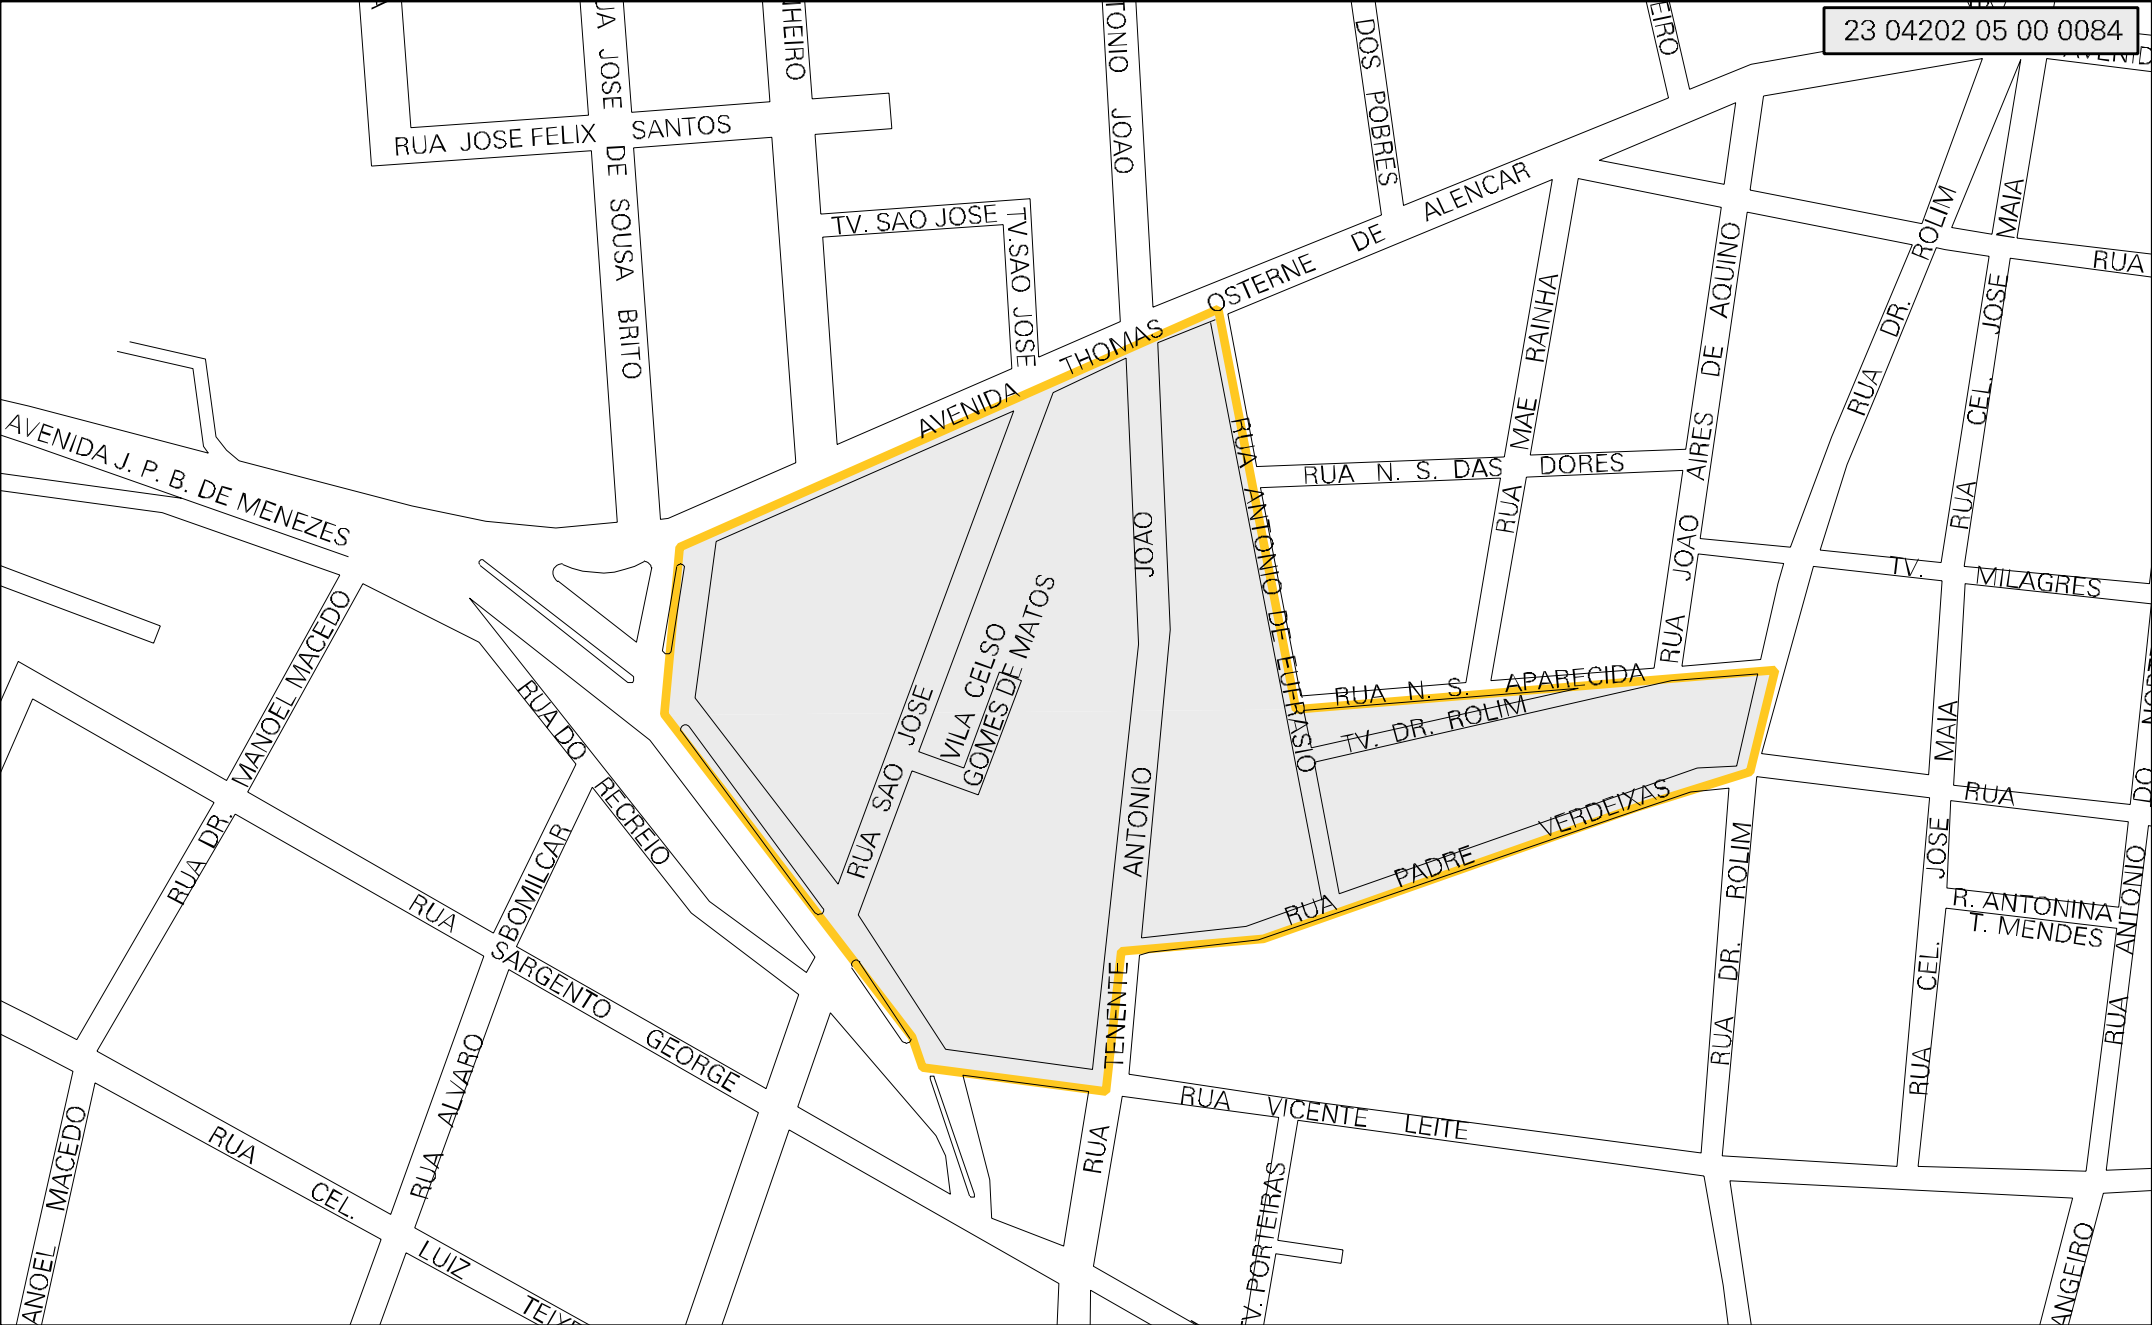 23 04202 05 00 0084
RUA JOSE FELIX SANTOS
JOSE DE SOUSA BRITO
TV. SAO JOSE
TV.SAO JOSE
JOAO
DOS POBRES
AVENIDA THOMAS OSTERNE DE ALENCAR
AVENIDA J. P. B. DE MENEZES
RUA ANTONIO DE EUFRASIO
RUA N. S. DAS DORES
RUA MAE RAINHA
RUA JOAO AIRES DE AQUINO
RUA DR. ROLIM
RUA CEL. JOSE MAIA
RUA
TV. MILAGRES
RUA N. S. APARECIDA
TV. DR. ROLIM
RUA PADRE VERDEIXAS
VILA CELSO
GOMES DE MATOS
RUA SAO JOSE
RUA TENENTE ANTONIO JOAO
RUA DR. MANOEL MACEDO
RUA DO RECREIO
RUA ALVARO BOMILCAR
RUA SARGENTO GEORGE
RUA CEL. LUIZ
MACEDO
RUA VICENTE LEITE
PORTEIRAS
RUA DR. ROLIM
RUA CEL. JOSE MAIA
RUA
R. ANTONINA
T. MENDES
RUA ANTONIO DO